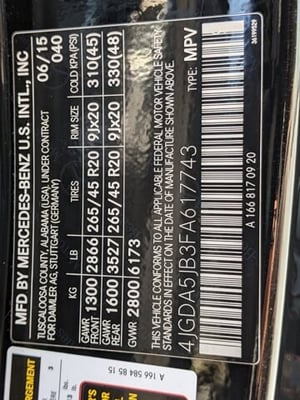 MFD BY MERCEDES-BENZ U.S. INTL., INC
TUSCALOOSA COUNTY, ALABAMA (USA) UNDER CONTRACT 06/15
FOR DAIMLER AG, STUTTGART (GERMANY) 040
KG LB TIRES RIM SIZE COLD KPA/(PSI)
GAWR
FRONT 1300 2866 265/45 R20 9Jx20 310(45)
GAWR
REAR 1600 3527 265/45 R20 9Jx20 330(48)
GVWR 2800 6173
THIS VEHICLE CONFORMS TO ALL APPLICABLE FEDERAL MOTOR VEHICLE SAFETY
STANDARDS IN EFFECT ON THE DATE OF MANUFACTURE SHOWN ABOVE.
4JGDA5JB3FA617743 TYPE: MPV
A 166 817 09 20
A 166 584 85 15